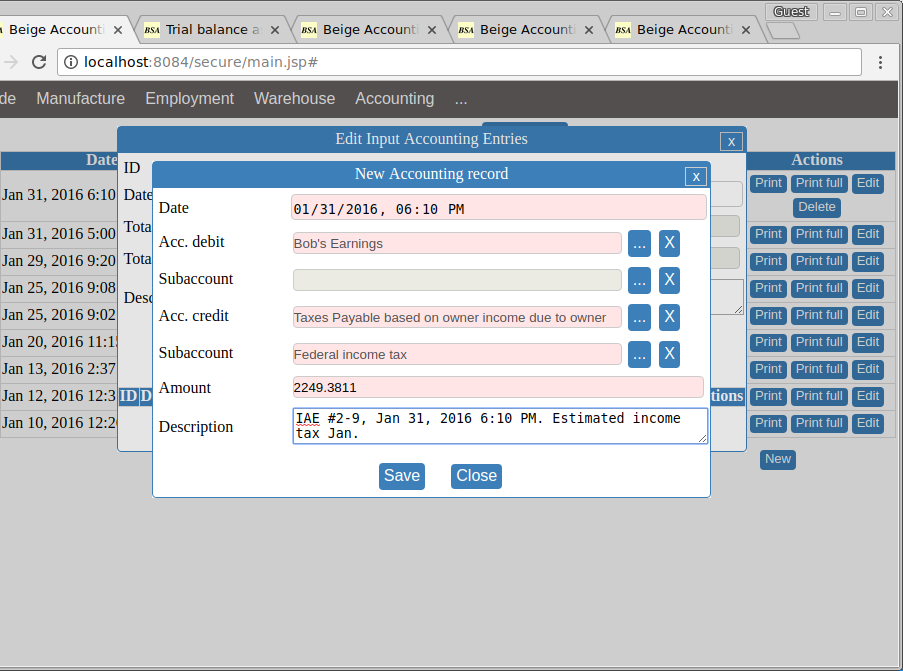 Guest
Beige Accounti
BSA Trial balance a
BSA Beige Accounti
BSA Beige Accounti
BSA Beige Accounti
localhost:8084/secure/main.jsp#
de Manufacture Employment Warehouse Accounting ...
Edit Input Accounting Entries x
Date Actions
ID
New Accounting record x
Jan 31, 2016 6:10 Date Print Print full Edit
Delete
Date 01/31/2016, 06:10 PM
Tota
Jan 31, 2016 5:00 Print Print full Edit
Acc. debit Bob's Earnings ... X
Jan 29, 2016 9:20 Tota Print Print full Edit
Subaccount ... X
Jan 25, 2016 9:08 Print Print full Edit
Desc
Acc. credit Taxes Payable based on owner income due to owner ... X
Jan 25, 2016 9:02 Print Print full Edit
Jan 20, 2016 11:15 Print Print full Edit
Subaccount Federal income tax ... X
Jan 13, 2016 2:37 Print Print full Edit
Amount 2249.3811
Jan 12, 2016 12:3 ID D tions Print Print full Edit
Description IAE #2-9, Jan 31, 2016 6:10 PM. Estimated income
tax Jan.
Jan 10, 2016 12:20 Print Print full Edit
New
Save Close